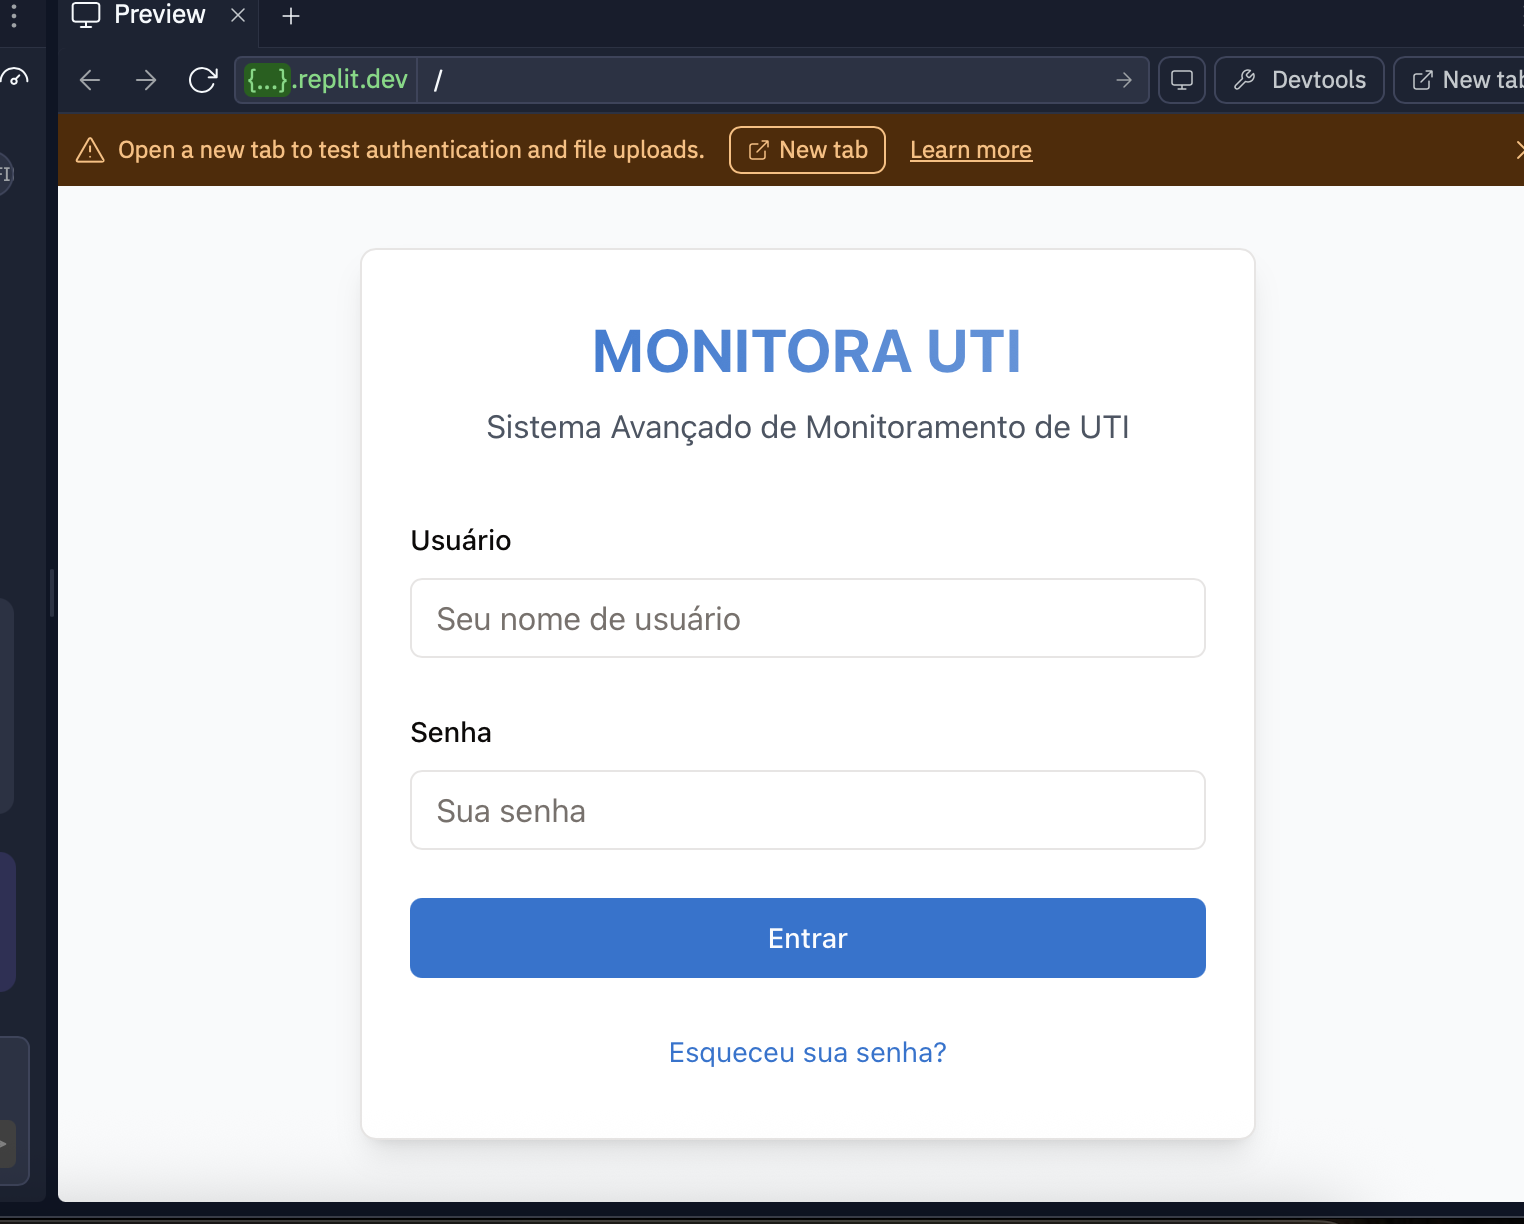 Preview
{...}.replit.dev /
Devtools
New tab
Open a new tab to test authentication and file uploads.
New tab
Learn more
MONITORA UTI
Sistema Avançado de Monitoramento de UTI
Usuário
Seu nome de usuário
Senha
Sua senha
Entrar
Esqueceu sua senha?